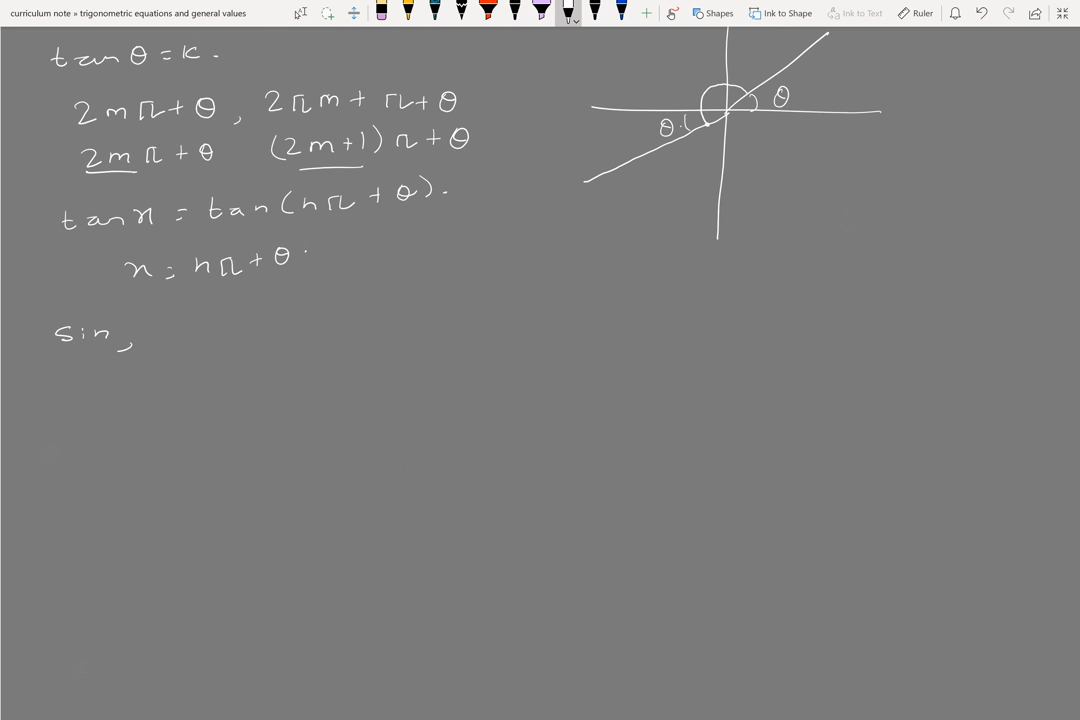 curriculum note » trigonometric equations and general values
Shapes Ink to Shape Ink to Text Ruler
tan θ = k.
2mπ + θ, 2πm + π + θ
2mπ + θ (2m+1)π + θ
tan x = tan(nπ + θ).
x = nπ + θ.
sin,
θ
θ